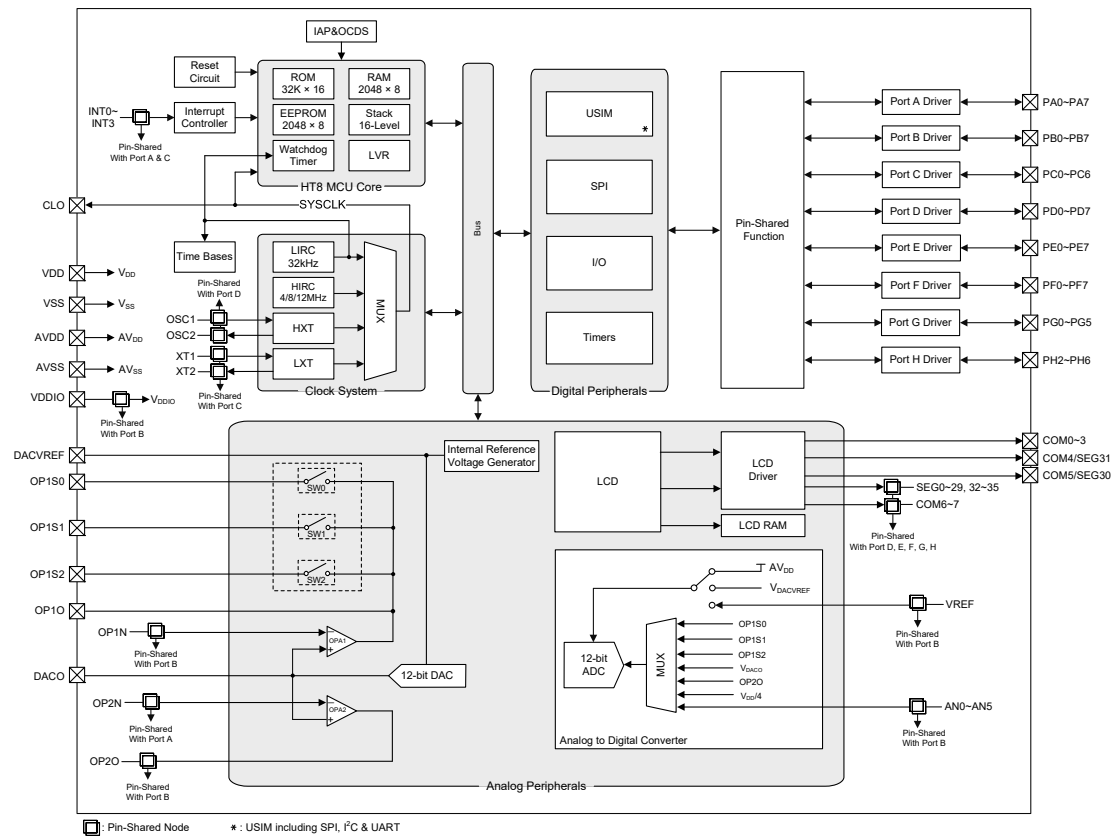 IAP&OCDS
Reset
Circuit
ROM
32K × 16
RAM
2048 × 8
INT0~
INT3
Interrupt
Controller
EEPROM
2048 × 8
Stack
16-Level
Pin-Shared
With Port A & C
Watchdog
Timer
LVR
HT8 MCU Core
CLO
SYSCLK
Time Bases
LIRC
32kHz
HIRC
4/8/12MHz
HXT
LXT
MUX
Clock System
VDD
VDD
VSS
VSS
AVDD
AVDD
AVSS
AVSS
VDDIO
VDDIO
Pin-Shared
With Port B
Pin-Shared
With Port D
OSC1
OSC2
XT1
XT2
Pin-Shared
With Port C
Bus
USIM
*
SPI
I/O
Timers
Digital Peripherals
Pin-Shared
Function
Port A Driver
PA0~PA7
Port B Driver
PB0~PB7
Port C Driver
PC0~PC6
Port D Driver
PD0~PD7
Port E Driver
PE0~PE7
Port F Driver
PF0~PF7
Port G Driver
PG0~PG5
Port H Driver
PH2~PH6
DACVREF
OP1S0
OP1S1
OP1S2
OP1O
OP1N
Pin-Shared
With Port B
DACO
OP2N
Pin-Shared
With Port A
OP2O
Pin-Shared
With Port B
SW0
SW1
SW2
Internal Reference
Voltage Generator
OPA1
OPA2
12-bit DAC
LCD
LCD
Driver
LCD RAM
COM0~3
COM4/SEG31
COM5/SEG30
SEG0~29, 32~35
COM6~7
Pin-Shared
With Port D, E, F, G, H
AVDD
VDACVREF
VREF
Pin-Shared
With Port B
12-bit
ADC
MUX
OP1S0
OP1S1
OP1S2
VDACO
OP2O
VDD/4
AN0~AN5
Pin-Shared
With Port B
Analog to Digital Converter
Analog Peripherals
: Pin-Shared Node
* : USIM including SPI, I²C & UART